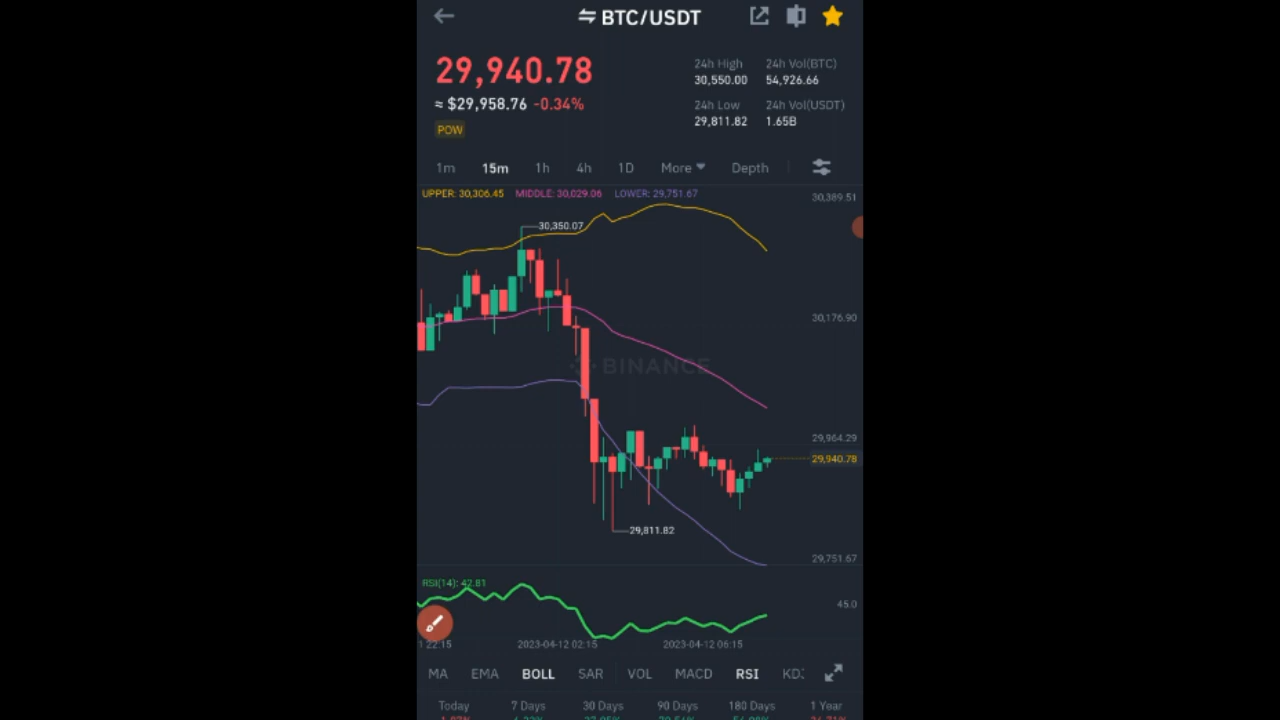 BTC/USDT
29,940.78
≈ $29,958.76 -0.34%
POW
24h High 24h Vol(BTC)
30,550.00 54,926.66
24h Low 24h Vol(USDT)
29,811.82 1.65B
1m 15m 1h 4h 1D More Depth
UPPER: 30,306.45 MIDDLE: 30,029.06 LOWER: 29,751.67
30,389.51
30,350.07
30,176.90
BINANCE
29,964.29
29,940.78
29,811.82
29,751.67
RSI(14): 42.81
45.0
1 22:15 2023-04-12 02:15 2023-04-12 06:15
MA EMA BOLL SAR VOL MACD RSI KD
Today 7 Days 30 Days 90 Days 180 Days 1 Year